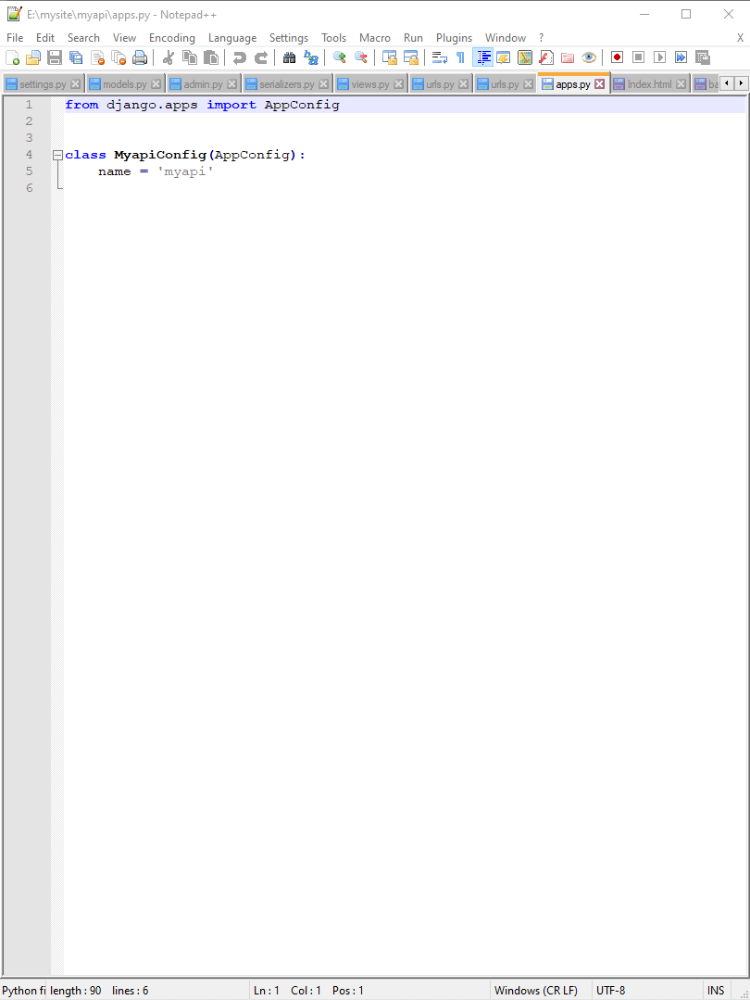 E:\mysite\myapi\apps.py - Notepad++
File Edit Search View Encoding Language Settings Tools Macro Run Plugins Window ? X
settings.py models.py admin.py serializers.py views.py urls.py urls.py apps.py Index.html ba
1 from django.apps import AppConfig
2
3
4 class MyapiConfig(AppConfig):
5 name = 'myapi'
6
Python fi length : 90 lines : 6 Ln : 1 Col : 1 Pos : 1 Windows (CR LF) UTF-8 INS